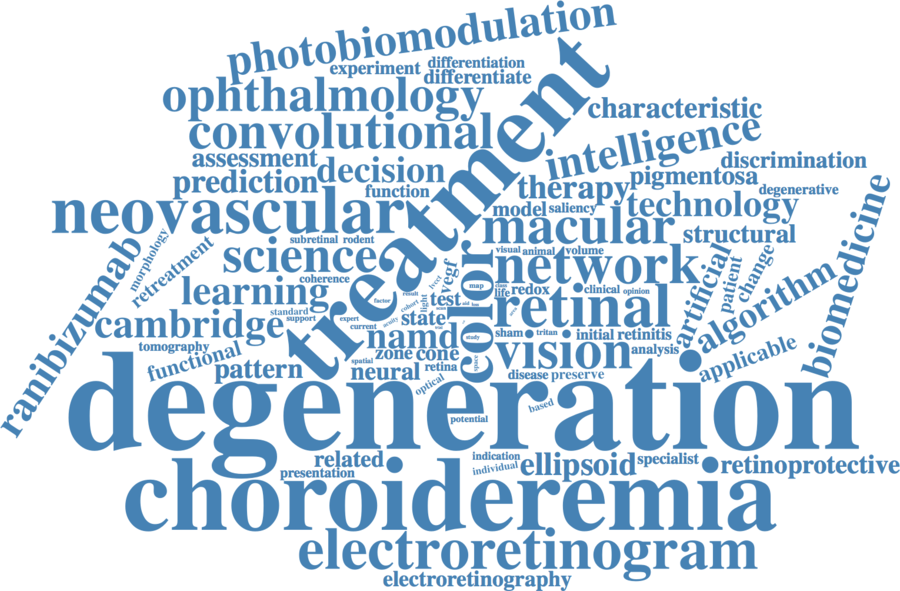 photobiomodulation
experiment
differentiation
differentiate
ophthalmology
treatment
characteristic
convolutional
intelligence
assessment
decision
discrimination
prediction
function
therapy
pigmentosa
degenerative
neovascular
model
saliency
technology
macular
structural
biomedicine
morphology
subretinal
rodent
science
coherence
visual
animal
volume
network
artificial
patient
change
ranibizumab
retreatment
learning
vegf
color
map
class
life
redox
clinical
opinion
retinal
algorithm
factor
result
light
test
cohort
acuity
standard
support
expert
current
state
cambridge
namd
study
sham
tritan
initial
retinitis
tomography
functional
zone
cone
vision
analysis
applicable
pattern
spatial
neural
retina
space
disease
preserve
optical
degeneration
potential
based
related
presentation
indication
individual
ellipsoid
specialist
retinoprotective
choroideremia
electroretinogram
electroretinography